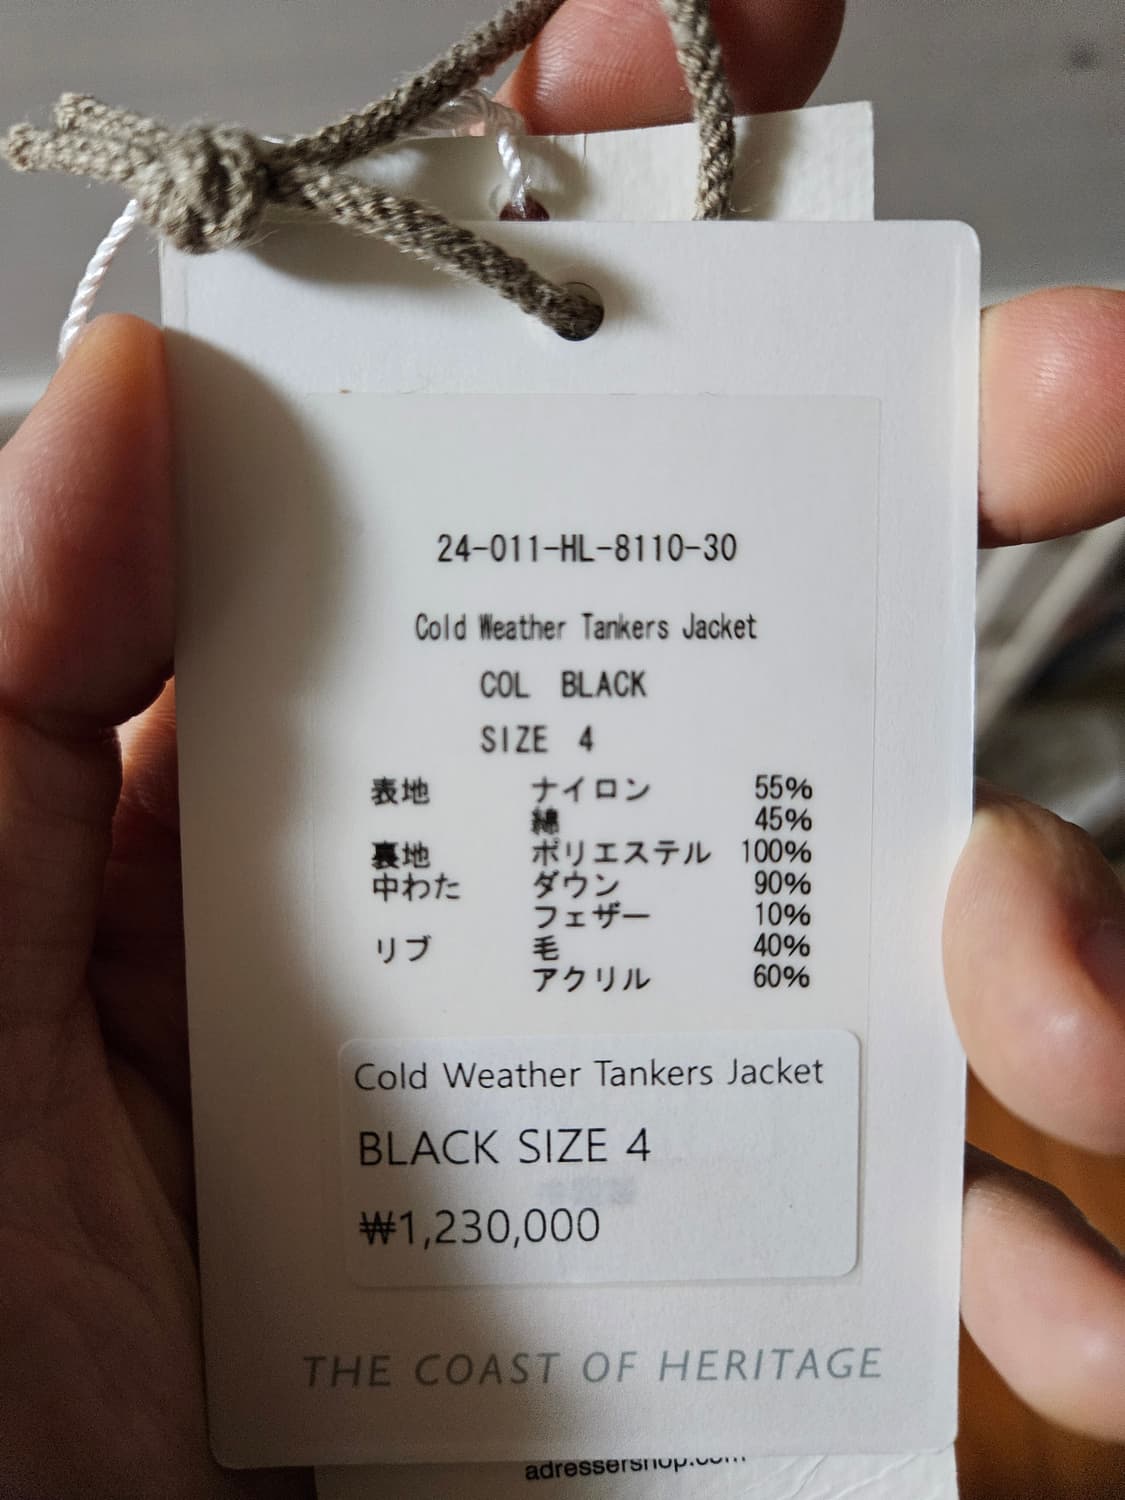 24-011-HL-8110-30
Cold Weather Tankers Jacket
COL BLACK
SIZE 4
表地 ナイロン 55%
綿 45%
裏地 ポリエステル 100%
中わた ダウン 90%
フェザー 10%
リブ 毛 40%
アクリル 60%
Cold Weather Tankers Jacket
BLACK SIZE 4
₩1,230,000
THE COAST OF HERITAGE
adressershop.com